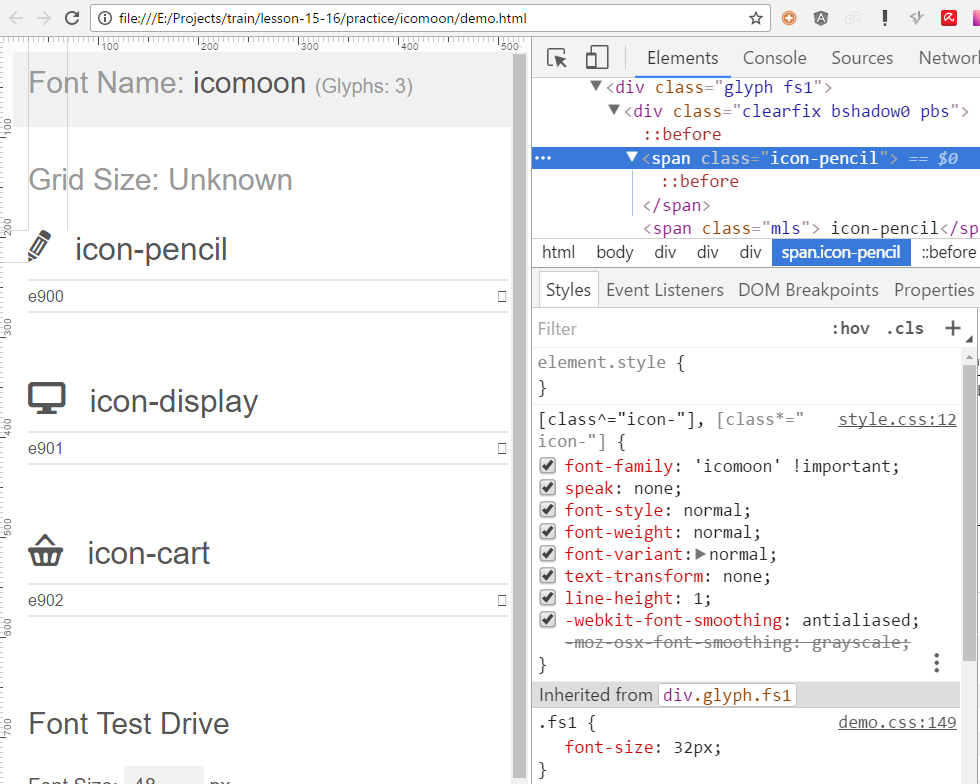 file:///E:/Projects/train/lesson-15-16/practice/icomoon/demo.html
100 200 300 400 500
Font Name: icomoon (Glyphs: 3)
100
Grid Size: Unknown
200
icon-pencil
e900
300
icon-display
400
e901
500
icon-cart
e902
600
Font Test Drive
700
Font Size: 48 px
Elements Console Sources Network
<div class="glyph fs1">
<div class="clearfix bshadow0 pbs">
::before
<span class="icon-pencil"> == $0
::before
</span>
<span class="mls"> icon-pencil</sp
html body div div div span.icon-pencil ::before
Styles Event Listeners DOM Breakpoints Properties
Filter :hov .cls +
element.style {
}
[class^="icon-"], [class*=" style.css:12
icon-"] {
font-family: 'icomoon' !important;
speak: none;
font-style: normal;
font-weight: normal;
font-variant: normal;
text-transform: none;
line-height: 1;
-webkit-font-smoothing: antialiased;
-moz-osx-font-smoothing: grayscale;
}
Inherited from div.glyph.fs1
.fs1 { demo.css:149
font-size: 32px;
}